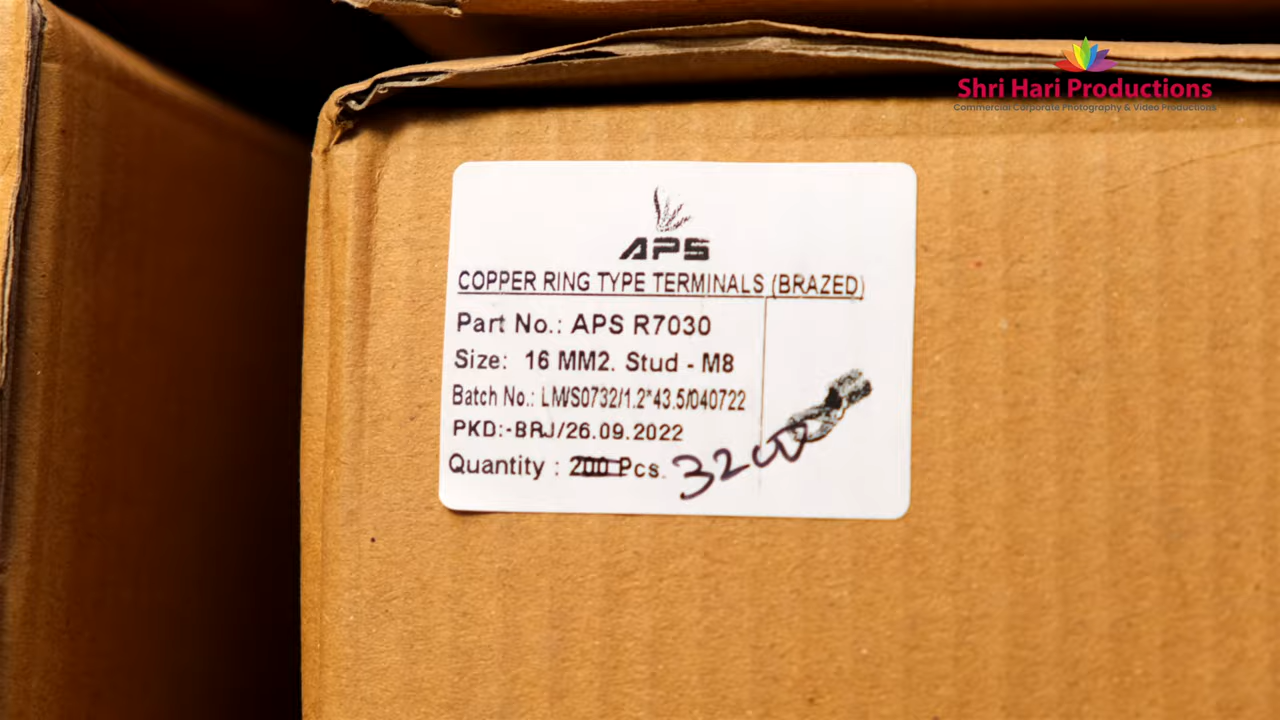 Shri Hari Productions
Commercial Corporate Photography & Video Productions
APS
COPPER RING TYPE TERMINALS (BRAZED)
Part No.: APS R7030
Size: 16 MM2. Stud - M8
Batch No.: LM/S0732/1.2*43.5/040722
PKD:-BRJ/26.09.2022
Quantity : 200 Pcs. 3200